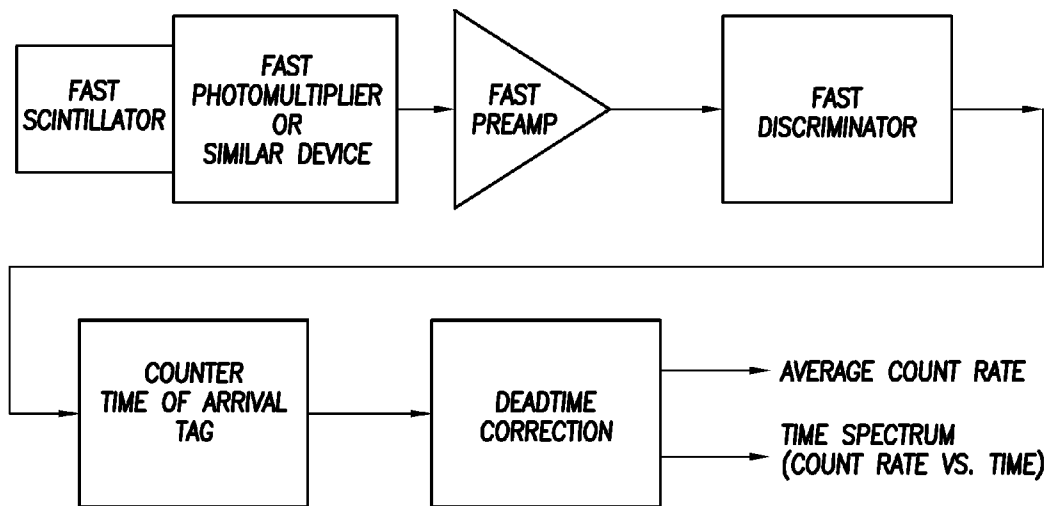 FAST
SCINTILLATOR
FAST
PHOTOMULTIPLIER
OR
SIMILAR DEVICE
FAST
PREAMP
FAST
DISCRIMINATOR
COUNTER
TIME OF ARRIVAL
TAG
DEADTIME
CORRECTION
AVERAGE COUNT RATE
TIME SPECTRUM
(COUNT RATE VS. TIME)